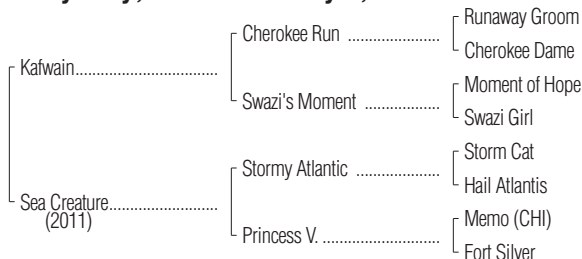 Runaway Groom
Cherokee Run
Cherokee Dame
Kafwain
Moment of Hope
Swazi's Moment
Swazi Girl
Storm Cat
Stormy Atlantic
Hail Atlantis
Sea Creature
(2011)
Memo (CHI)
Princess V.
Fort Silver